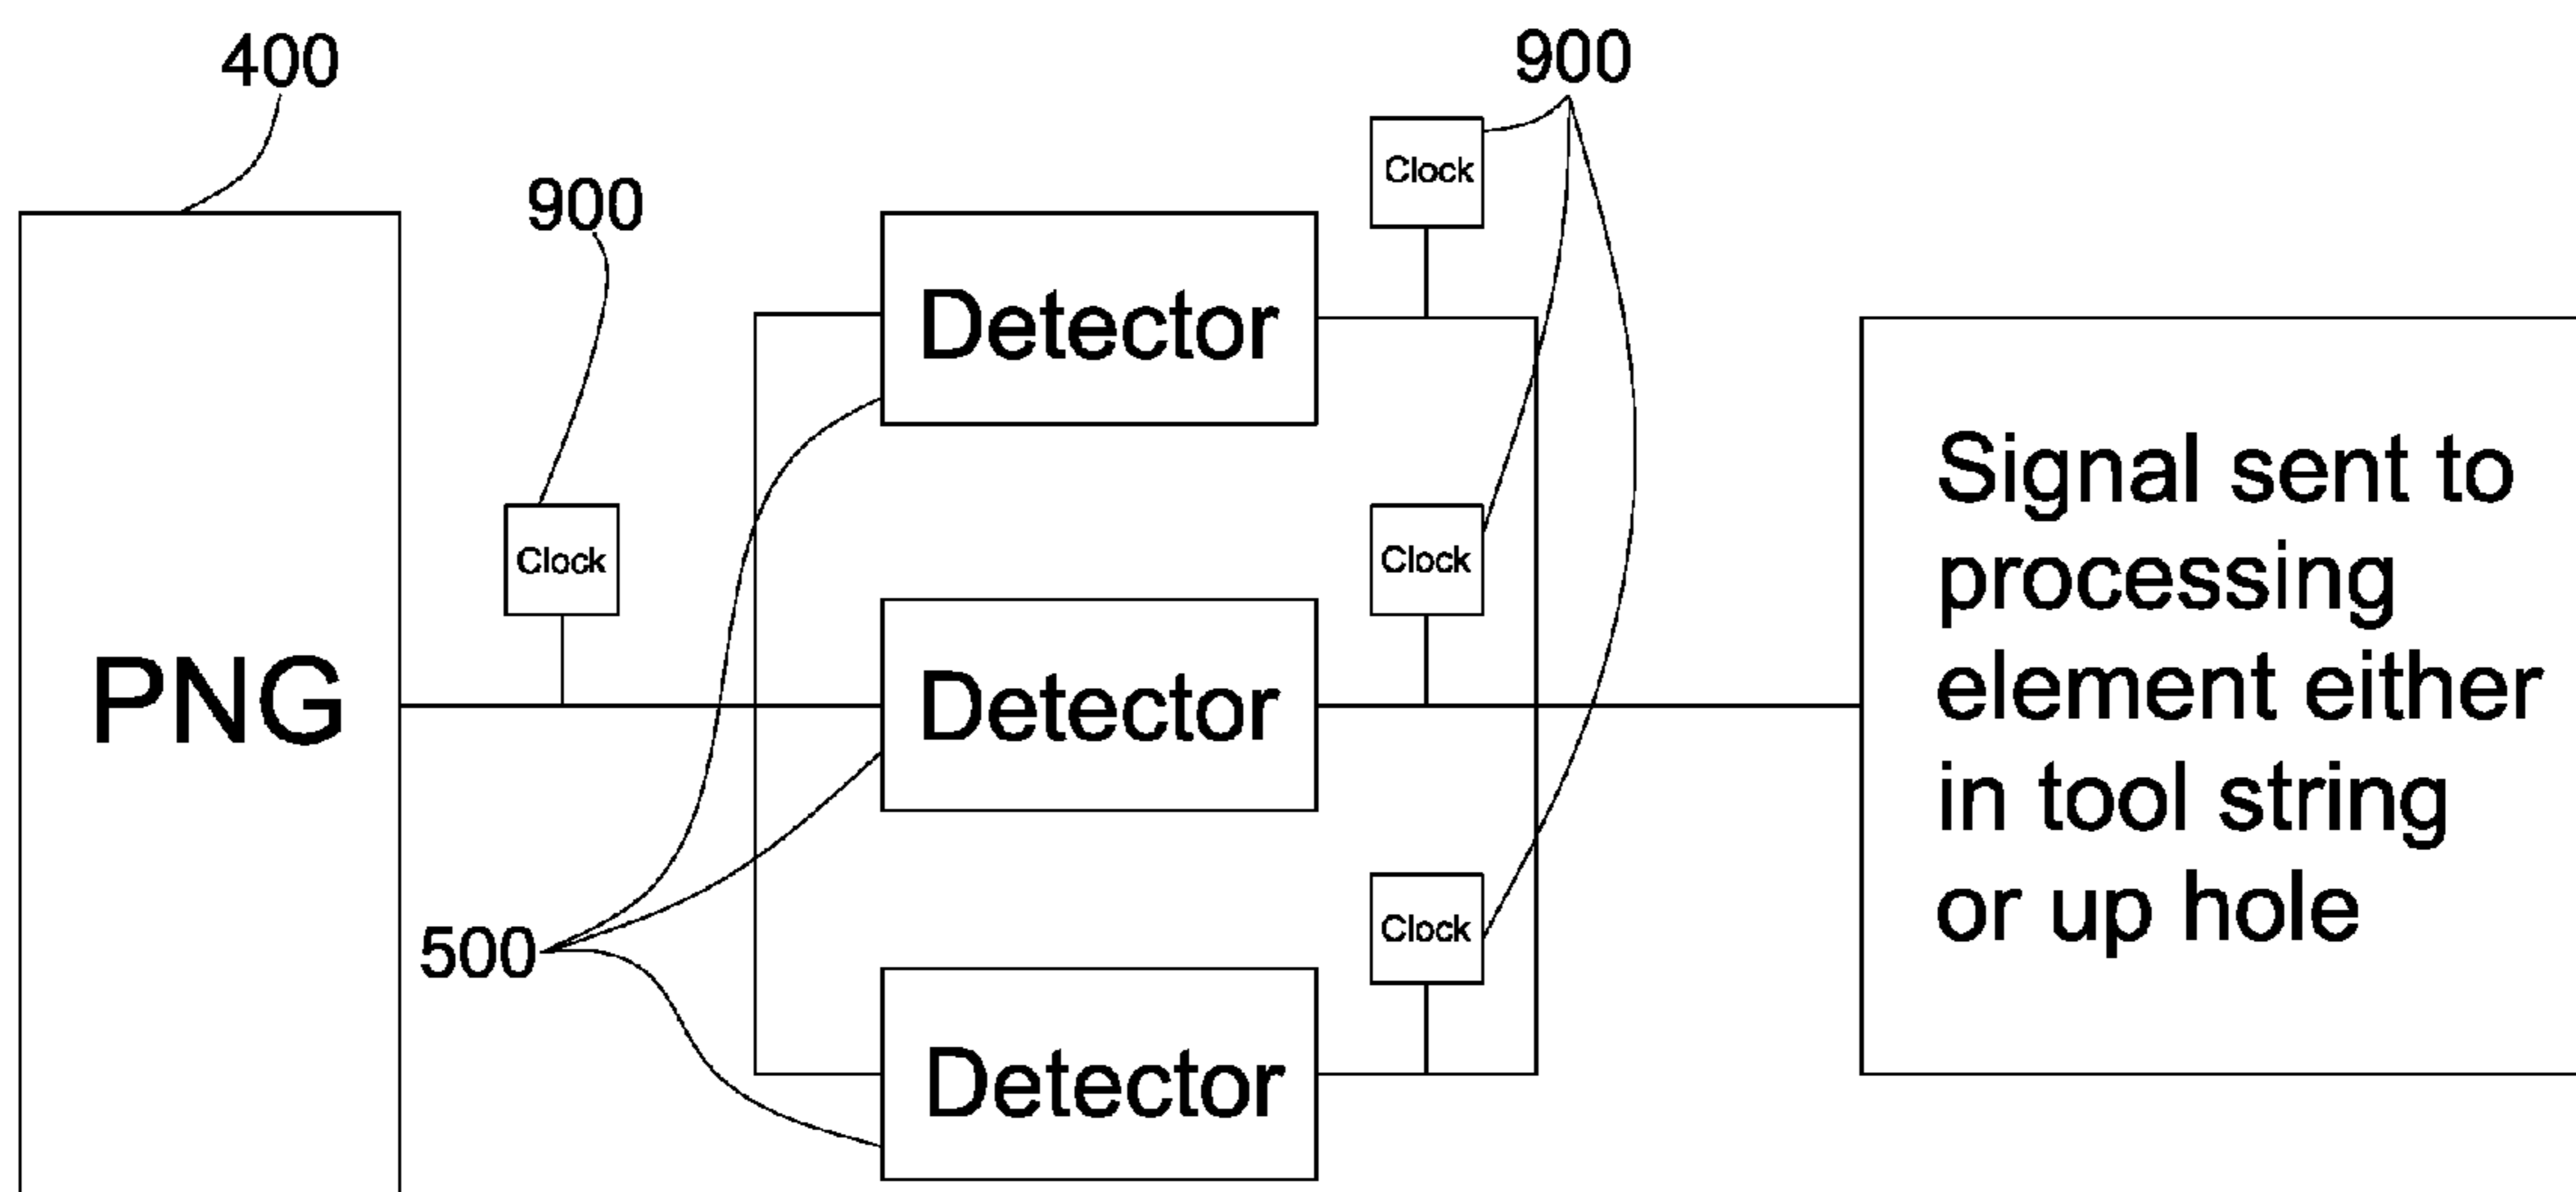 400
900
900
Clock
Detector
Clock
Clock
PNG
Detector
500
Clock
Detector
Signal sent to
processing
element either
in tool string
or up hole